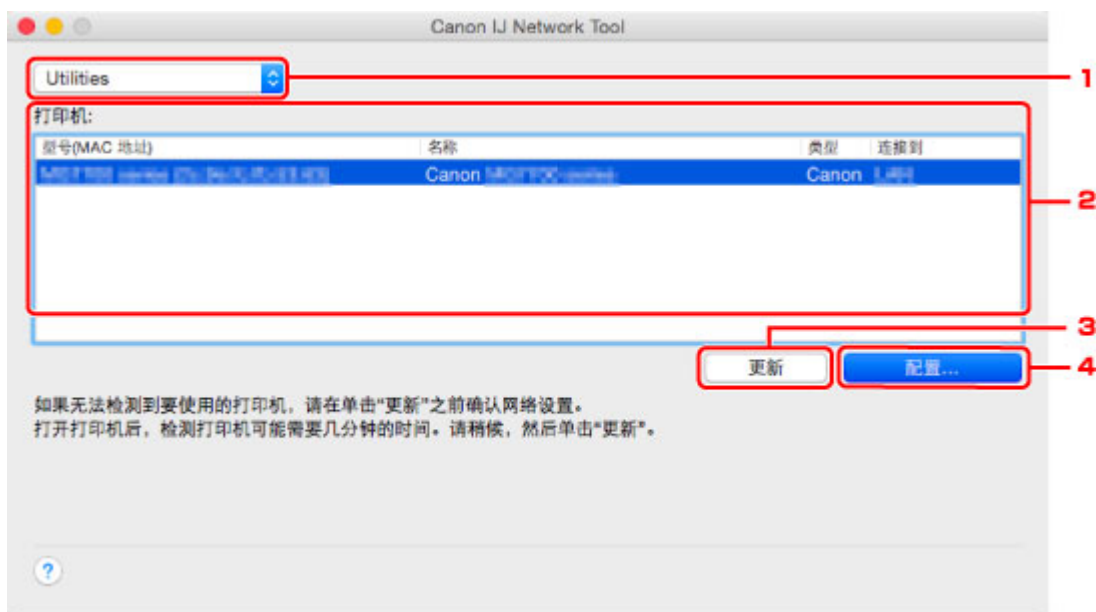 Canon IJ Network Tool
Utilities
1
打印机:
型号(MAC 地址) 名称 类型 连接到
Canon Canon
2
3
更新 配置...
4
如果无法检测到要使用的打印机，请在单击“更新”之前确认网络设置。
打开打印机后，检测打印机可能需要几分钟的时间。请稍候，然后单击“更新”。
?